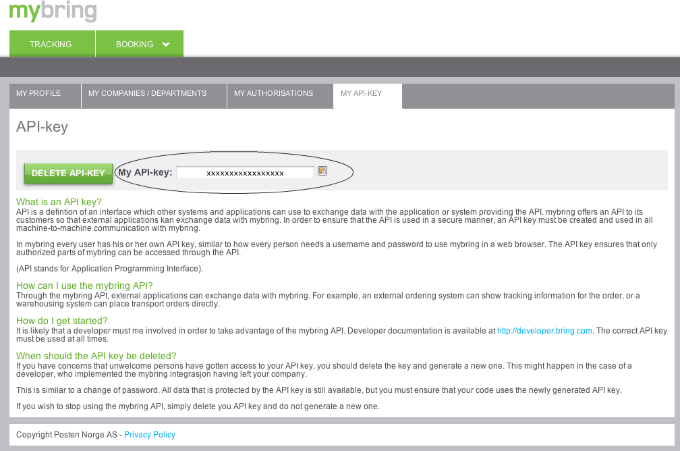 mybring
TRACKING
BOOKING
MY PROFILE
MY COMPANIES / DEPARTMENTS
MY AUTHORISATIONS
MY API-KEY
API-key
DELETE API-KEY
My API-key:
xxxxxxxxxxxxxxxxx
What is an API key?
API is a defintion of an interface which other systems and applications can use to exchange data with the application or system providing the API. mybring offers an API to its
customers so that external applications kan exchange data with mybring. In order to ensure that the API is used in a secure manner, an API key must be created and used in all
machine-to-machine communication with mybring.
In mybring every user has his or her own API key, similar to how every person needs a username and password to use mybring in a web browser. The API key ensures that only
authorized parts of mybring can be accessed through the API.
(API stands for Application Programming Interface).
How can I use the mybring API?
Through the mybring API, external applications can exchange data with mybring. For example, an external ordering system can show tracking information for the order, or a
warehousing system can place transport orders directly.
How do I get started?
It is likely that a developer must me involved in order to take advantage of the mybring API. Developer documentation is available at http://developer.bring.com. The correct API key
must be used at all times.
When should the API key be deleted?
If you have concerns that unwelcome persons have gotten access to your API key, you should delete the key and generate a new one. This might happen in the case of a
developer, who implemented the mybring integrasjon having left your company.
This is similar to a change of password. All data that is protected by the API key is still available, but you must ensure that your code uses the newly generated API key.
If you wish to stop using the mybring API, simply delete you API key and do not generate a new one.
Copyright Posten Norge AS - Privacy Policy